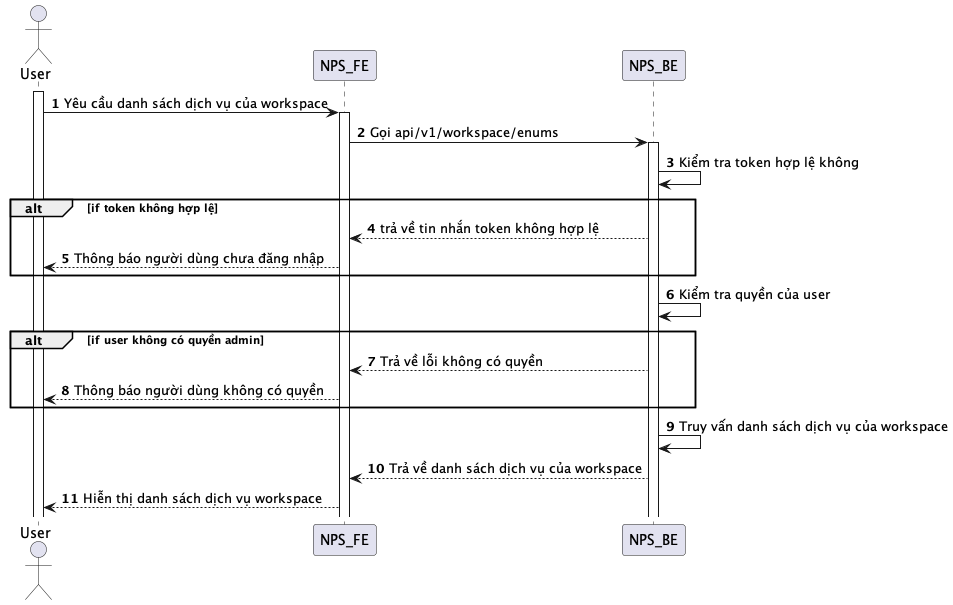 User
NPS_FE
NPS_BE
1 Yêu cầu danh sách dịch vụ của workspace
2 Gọi api/v1/workspace/enums
3 Kiểm tra token hợp lệ không
alt [if token không hợp lệ]
4 trả về tin nhắn token không hợp lệ
5 Thông báo người dùng chưa đăng nhập
6 Kiểm tra quyền của user
alt [if user không có quyền admin]
7 Trả về lỗi không có quyền
8 Thông báo người dùng không có quyền
9 Truy vấn danh sách dịch vụ của workspace
10 Trả về danh sách dịch vụ của workspace
11 Hiễn thị danh sách dịch vụ workspace
User
NPS_FE
NPS_BE